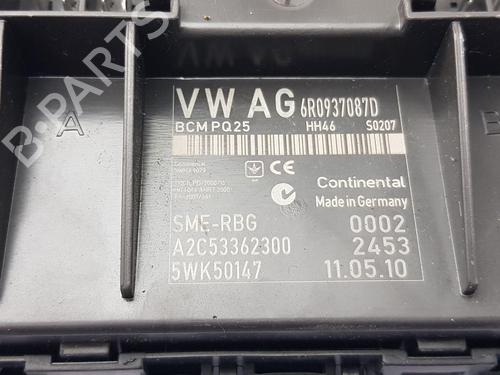 VW AG 6R0937087D
BCM PQ25 HH46 S0207
A
CE
Continental
Made in Germany
SME-RBG 0002
A2C53362300 2453
5WK50147 11.05.10